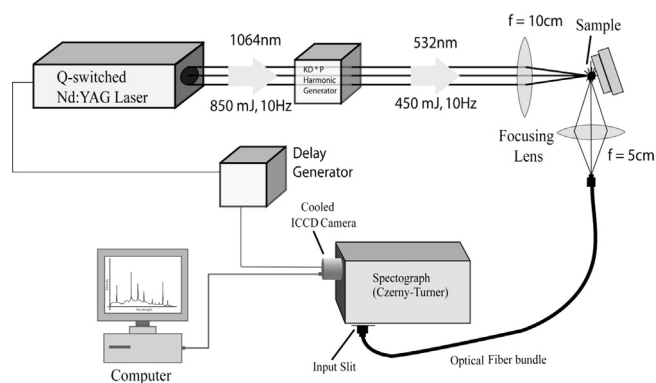 1064nm
532nm
f = 10cm
Sample
Q-switched
Nd:YAG Laser
KD * P
Harmonic
Generator
850 mJ, 10Hz
450 mJ, 10Hz
Focusing
Lens
f = 5cm
Delay
Generator
Cooled
ICCD Camera
Spectograph
(Czerny-Turner)
Input Slit
Optical Fiber bundle
Computer